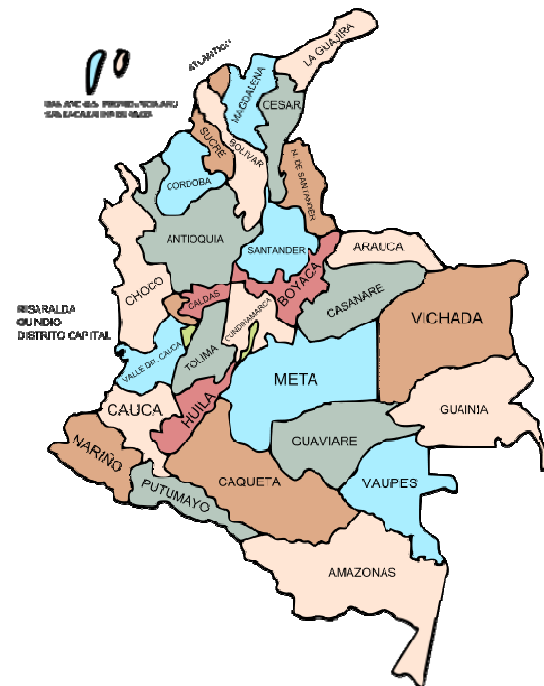 ATLANTICO
LA GUAJIRA
MAGDALENA
CESAR
SUCRE
BOLIVAR
N. DE SANTANDER
CORDOBA
ANTIOQUIA
SANTANDER
ARAUCA
CHOCO
CALDAS
BOYACA
CASANARE
RISARALDA
QUINDIO
DISTRITO CAPITAL
CUNDINAMARCA
VICHADA
VALLE DEL CAUCA
TOLIMA
META
CAUCA
HUILA
GUAINIA
NARIÑO
CUAVIARE
PUTUMAYO
CAQUETA
VAUPES
AMAZONAS